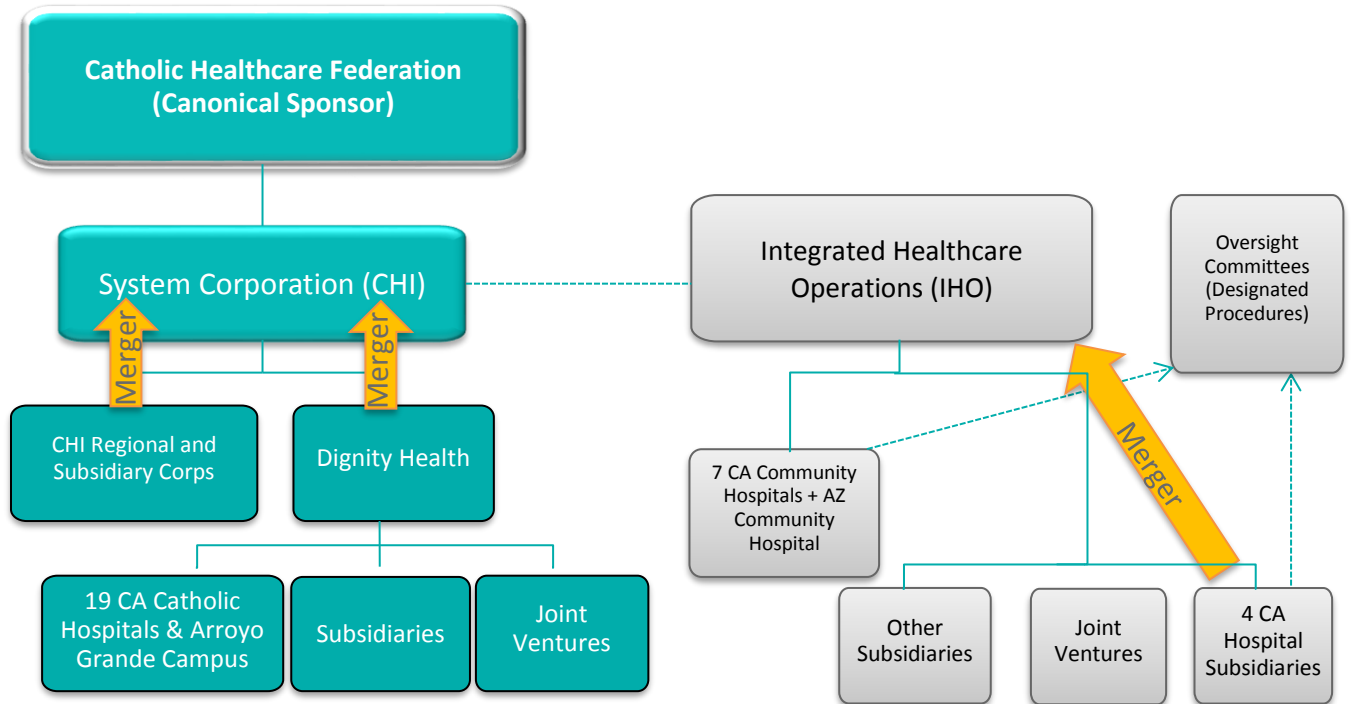 Catholic Healthcare Federation
(Canonical Sponsor)
System Corporation (CHI)
Integrated Healthcare
Operations (IHO)
Oversight
Committees
(Designated
Procedures)
Merger
Merger
CHI Regional and
Subsidiary Corps
Dignity Health
7 CA Community
Hospitals + AZ
Community
Hospital
Merger
19 CA Catholic
Hospitals & Arroyo
Grande Campus
Subsidiaries
Joint
Ventures
Other
Subsidiaries
Joint
Ventures
4 CA
Hospital
Subsidiaries